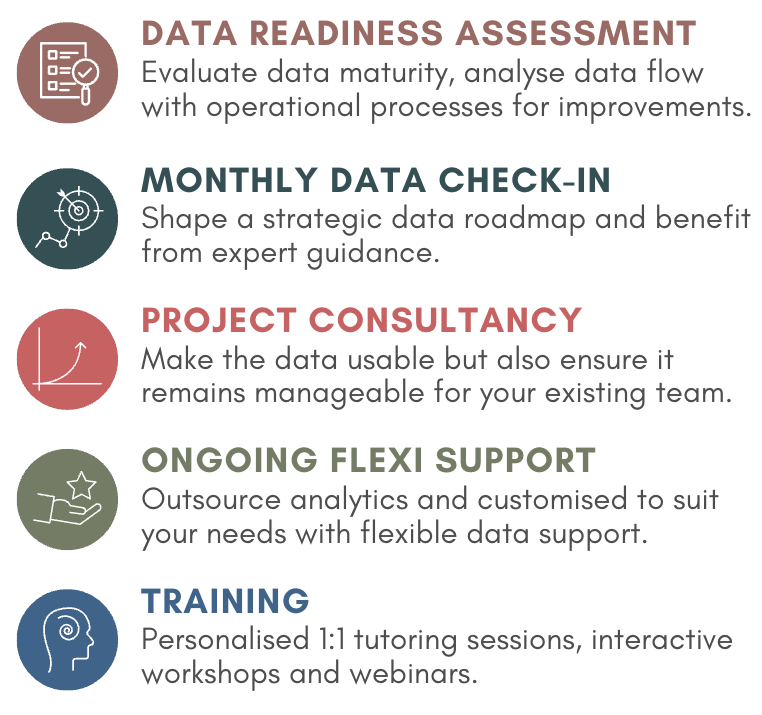 DATA READINESS ASSESSMENT
Evaluate data maturity, analyse data flow
with operational processes for improvements.
MONTHLY DATA CHECK-IN
Shape a strategic data roadmap and benefit
from expert guidance.
PROJECT CONSULTANCY
Make the data usable but also ensure it
remains manageable for your existing team.
ONGOING FLEXI SUPPORT
Outsource analytics and customised to suit
your needs with flexible data support.
TRAINING
Personalised 1:1 tutoring sessions, interactive
workshops and webinars.